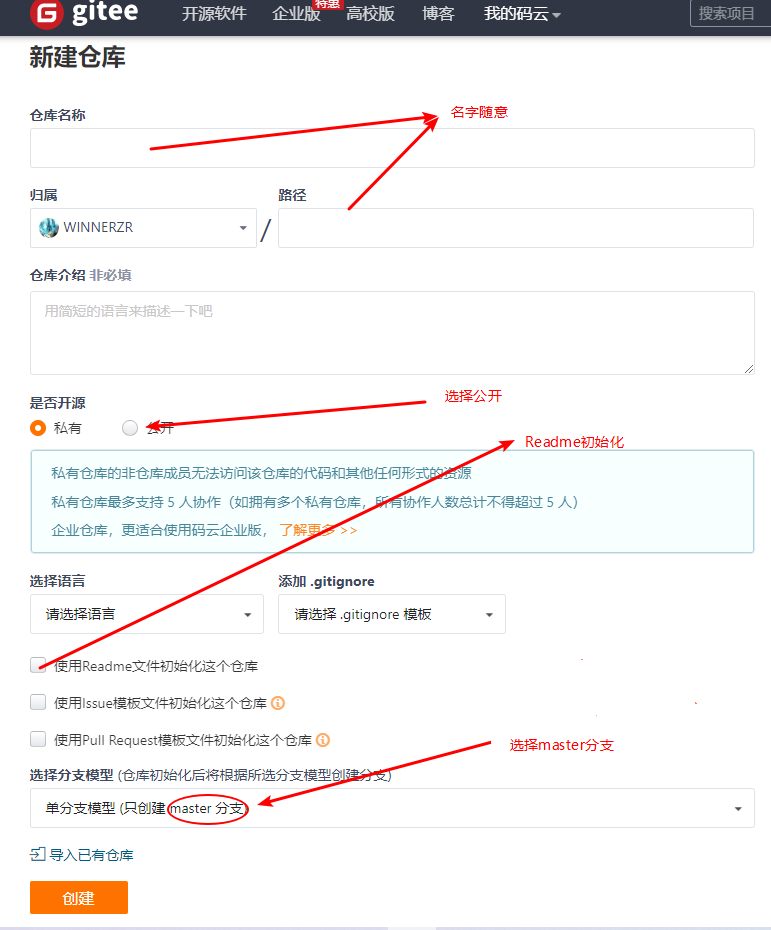 gitee 开源软件 企业版 特惠 高校版 博客 我的码云 搜索项目
新建仓库
仓库名称
名字随意
归属 路径
WINNERZR /
仓库介绍 非必填
用简短的语言来描述一下吧
是否开源
选择公开
私有 公开
Readme初始化
私有仓库的非仓库成员无法访问该仓库的代码和其他任何形式的资源
私有仓库最多支持 5 人协作（如拥有多个私有仓库，所有协作人数总计不得超过 5 人）
企业仓库，更适合使用码云企业版， 了解更多 >>
选择语言 添加 .gitignore
请选择语言 请选择 .gitignore 模板
使用Readme文件初始化这个仓库
使用Issue模板文件初始化这个仓库
使用Pull Request模板文件初始化这个仓库
选择master分支
选择分支模型 (仓库初始化后将根据所选分支模型创建分支)
单分支模型 (只创建 master 分支)
导入已有仓库
创建